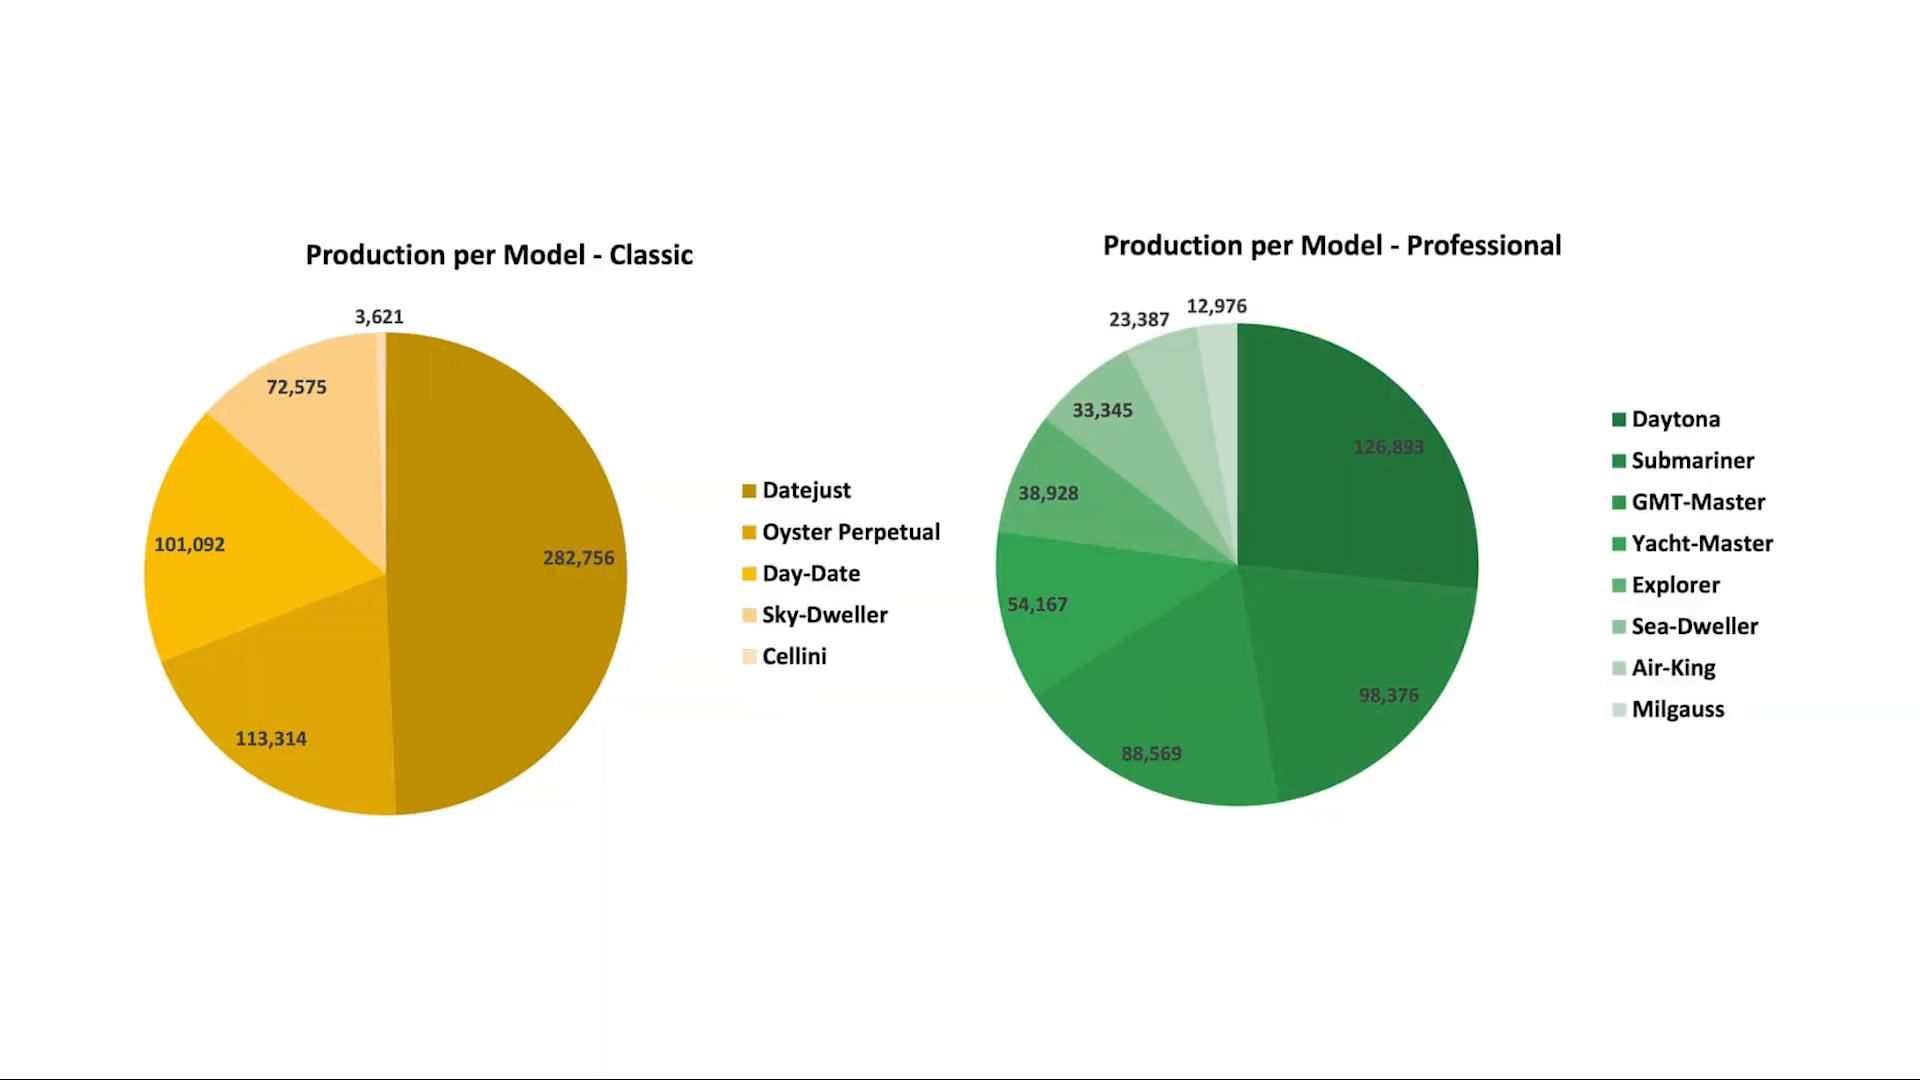 Production per Model - Classic
3,621
72,575
101,092
282,756
113,314
Datejust
Oyster Perpetual
Day-Date
Sky-Dweller
Cellini
Production per Model - Professional
12,976
23,387
33,345
126,893
38,928
54,167
98,376
88,569
Daytona
Submariner
GMT-Master
Yacht-Master
Explorer
Sea-Dweller
Air-King
Milgauss